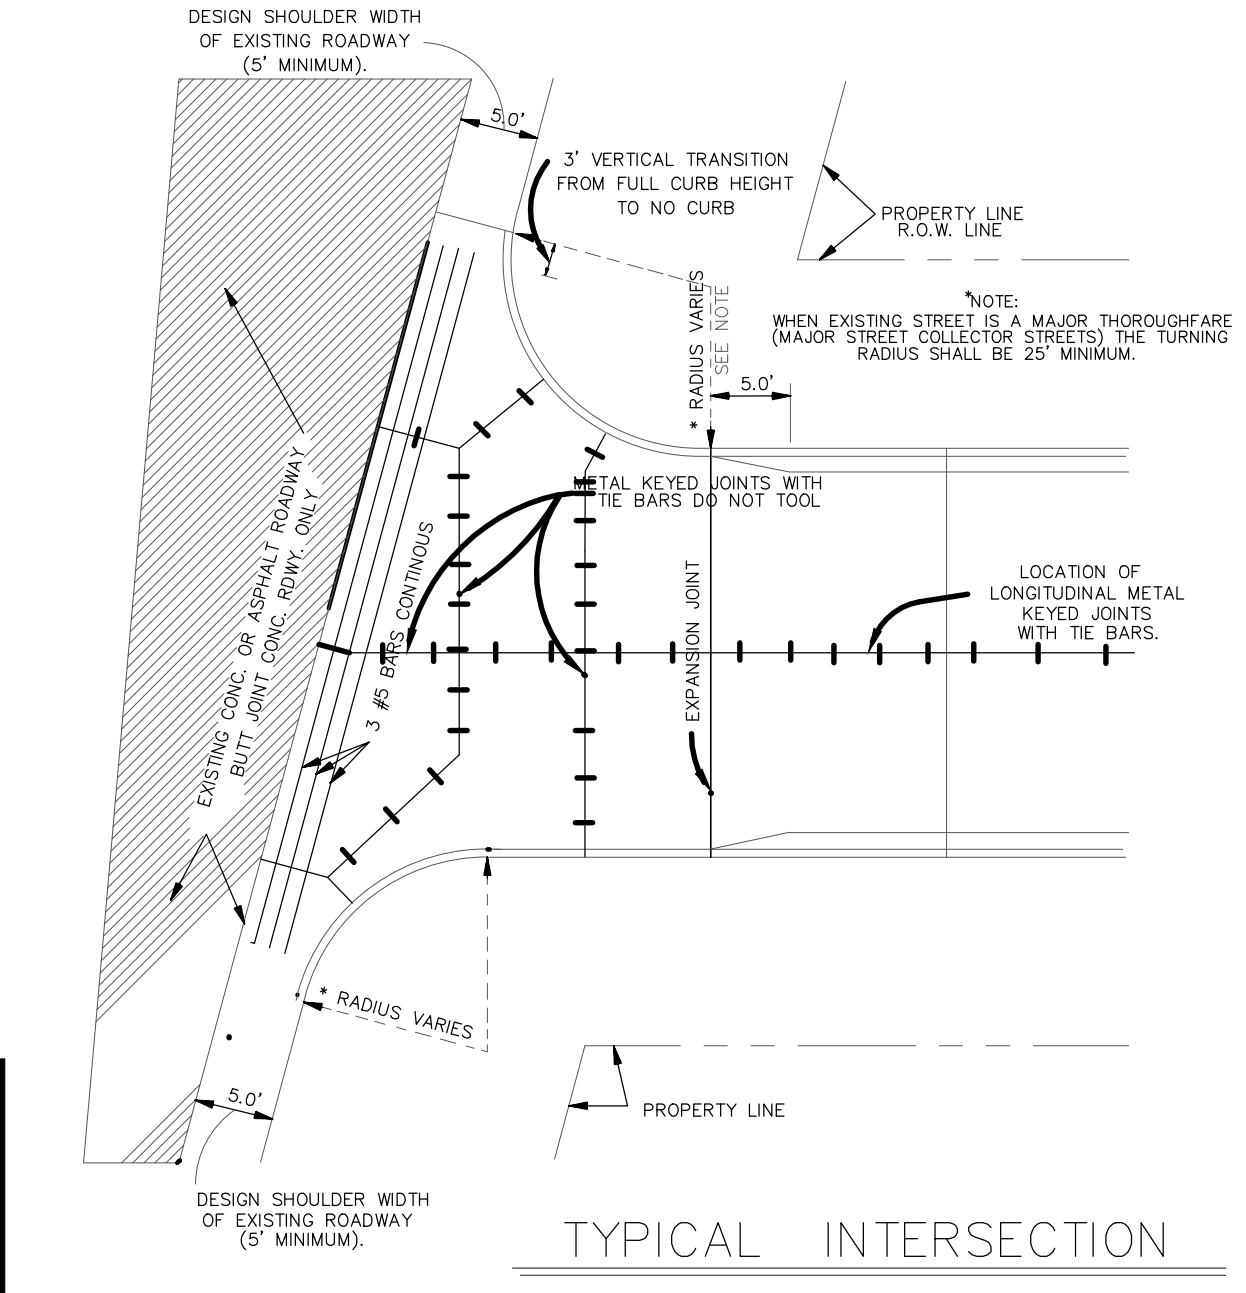 DESIGN SHOULDER WIDTH
OF EXISTING ROADWAY
(5' MINIMUM).
5.0'
3' VERTICAL TRANSITION
FROM FULL CURB HEIGHT
TO NO CURB
PROPERTY LINE
R.O.W. LINE
*NOTE:
WHEN EXISTING STREET IS A MAJOR THOROUGHFARE
(MAJOR STREET COLLECTOR STREETS) THE TURNING
RADIUS SHALL BE 25' MINIMUM.
* RADIUS VARIES
SEE NOTE
5.0'
METAL KEYED JOINTS WITH
TIE BARS DO NOT TOOL
EXISTING CONC. OR ASPHALT ROADWAY
BUTT JOINT CONC. RDWY. ONLY
3 #5 BARS CONTINOUS
EXPANSION JOINT
LOCATION OF
LONGITUDINAL METAL
KEYED JOINTS
WITH TIE BARS.
* RADIUS VARIES
5.0'
PROPERTY LINE
DESIGN SHOULDER WIDTH
OF EXISTING ROADWAY
(5' MINIMUM).
TYPICAL INTERSECTION